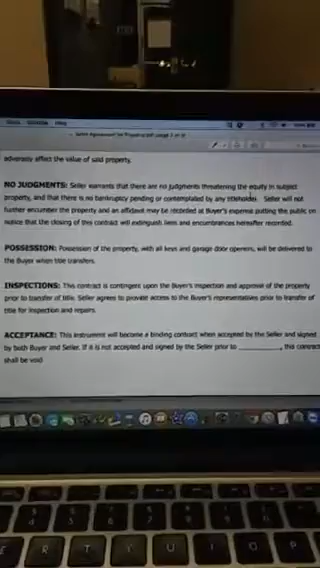 Window Help
adversely affect the value of said property.
NO JUDGMENTS: Seller warrants that there are no judgments threatening the equity in subject
property, and that there is no bankruptcy pending or contemplated by any titleholder. Seller will not
further encumber the property and an affidavit may be recorded at Buyer's expense putting the public on
notice that the closing of this contract will extinguish liens and encumbrances hereafter recorded.
POSSESSION: Possession of the property, with all keys and garage door openers, will be delivered to
the Buyer when title transfers.
INSPECTIONS: This contract is contingent upon the Buyer's inspection and approval of the property
prior to transfer of title. Seller agrees to provide access to the Buyer's representatives prior to transfer of
title for inspection and repairs.
ACCEPTANCE: This instrument will become a binding contract when accepted by the Seller and signed
by both Buyer and Seller. If it is not accepted and signed by the Seller prior to __________, this contract
shall be void
E R T Y U I O P